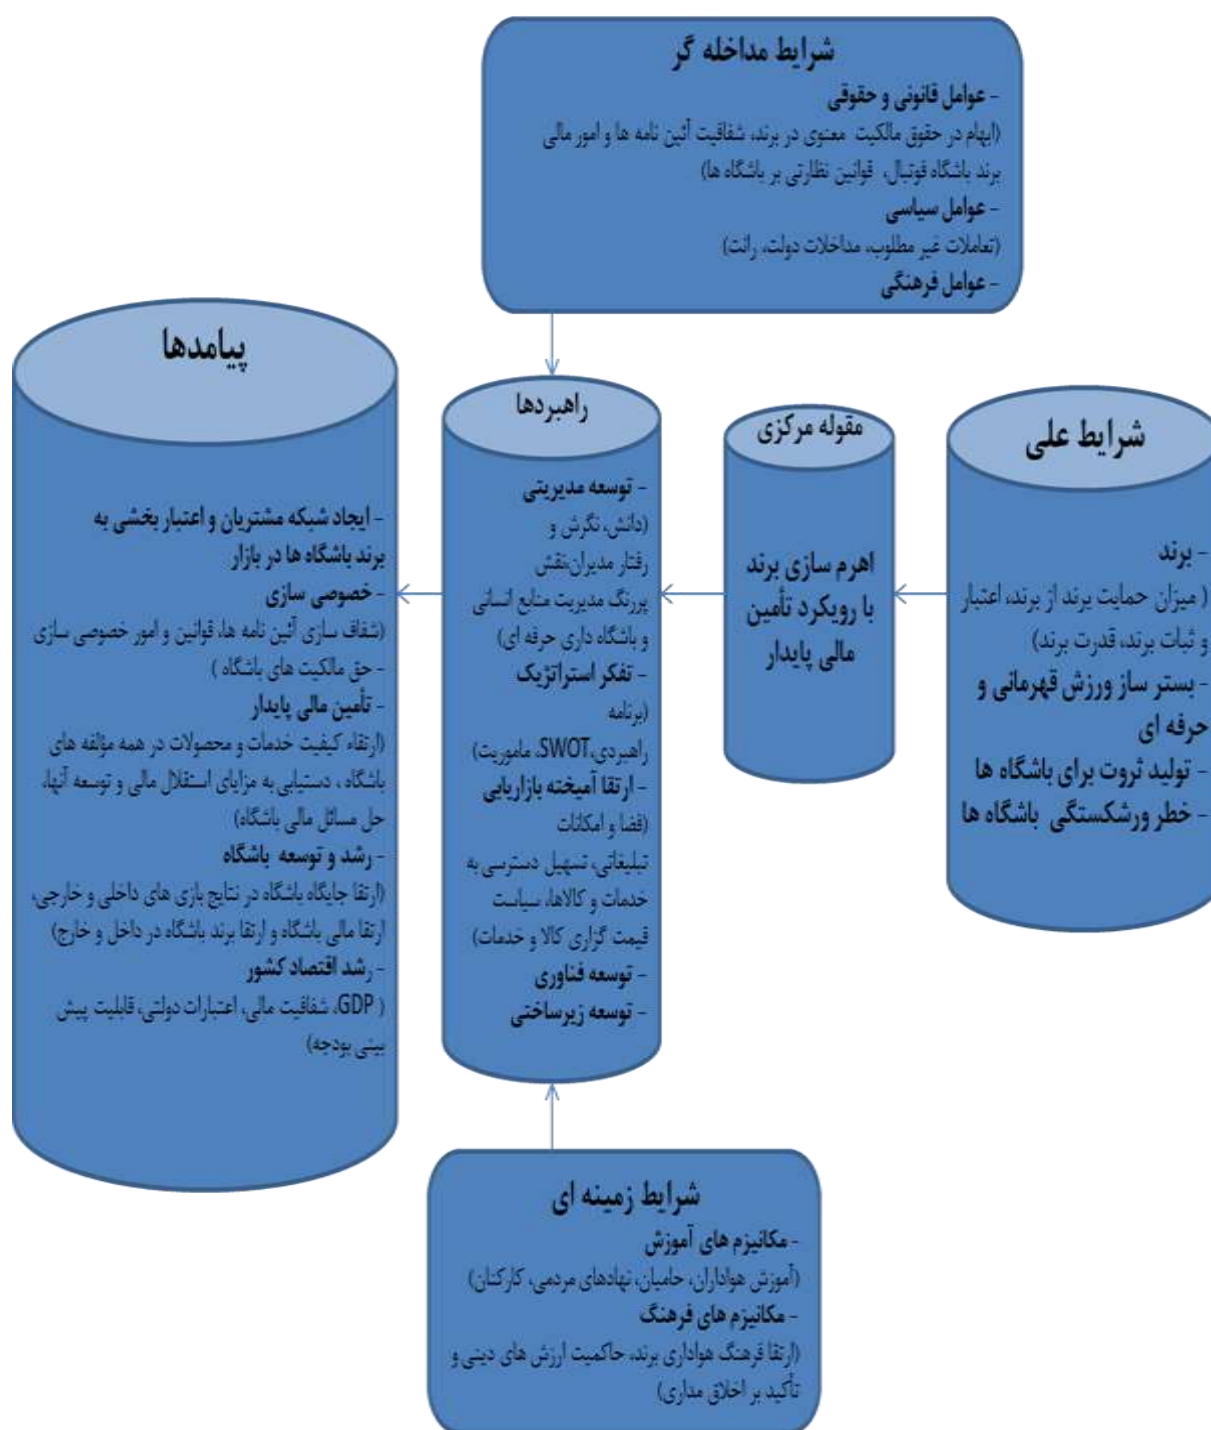 شرایط مداخله گر
- عوامل قانونی و حقوقی
(ابهام در حقوق مالکیت معنوی در برند، شفاقیت آئین نامه ها و امور مالی
برند باشگاه فوتبال، قوانین نظارتی بر باشگاه ها)
- عوامل سیاسی
(تعاملات غیر مطلوب، مداخلات دولت، رانت)
- عوامل فرهنگی
شرایط علی
- برند
( میزان حمایت برند از برند، اعتبار
و ثبات برند، قدرت برند)
- بستر ساز ورزش قهرمانی و
حرفه ای
- تولید ثروت برای باشگاه ها
- خطر ورشکستگی باشگاه ها
مقوله مرکزی
اهرم سازی برند
با رویکرد تأمین
مالی پایدار
راهبردها
- توسعه مدیریتی
(دانش، نگرش و
رفتار مدیران،نقش
پررنگ مدیریت منابع انسانی
و باشگاه داری حرفه ای)
- تفکر استراتژیک
(برنامه
راهبردی،SWOT، ماموریت)
- ارتقا آمیخته بازاریابی
(فضا و امکانات
تبلیغاتی، تسهیل دسترسی به
خدمات و کالاها، سیاست
قیمت گزاری کالا و خدمات)
- توسعه فناوری
- توسعه زیرساختی
پیامدها
- ایجاد شبکه مشتریان و اعتبار بخشی به
برند باشگاه ها در بازار
- خصوصی سازی
(شفاف سازی آئین نامه ها، قوانین و امور خصوصی سازی
- حق مالکیت های باشگاه )
- تأمین مالی پایدار
(ارتقاء کیفیت خدمات و محصولات در همه مؤلفه های
باشگاه ، دستیابی به مزایای استقلال مالی و توسعه آنها،
حل مسائل مالی باشگاه)
- رشد و توسعه باشگاه
(ارتقا جایگاه باشگاه در نتایج بازی های داخلی و خارجی،
ارتقا مالی باشگاه و ارتقا برند باشگاه در داخل و خارج)
- رشد اقتصاد کشور
( GDP، شفاقیت مالی، اعتبارات دولتی، قابلیت پیش
بینی بودجه)
شرایط زمینه ای
- مکانیزم های آموزش
(آموزش هواداران، حامیان، نهادهای مردمی، کارکنان)
- مکانیزم های فرهنگ
(ارتقا فرهنگ هواداری برند، حاکمیت ارزش های دینی و
تأکید بر اخلاق مداری)